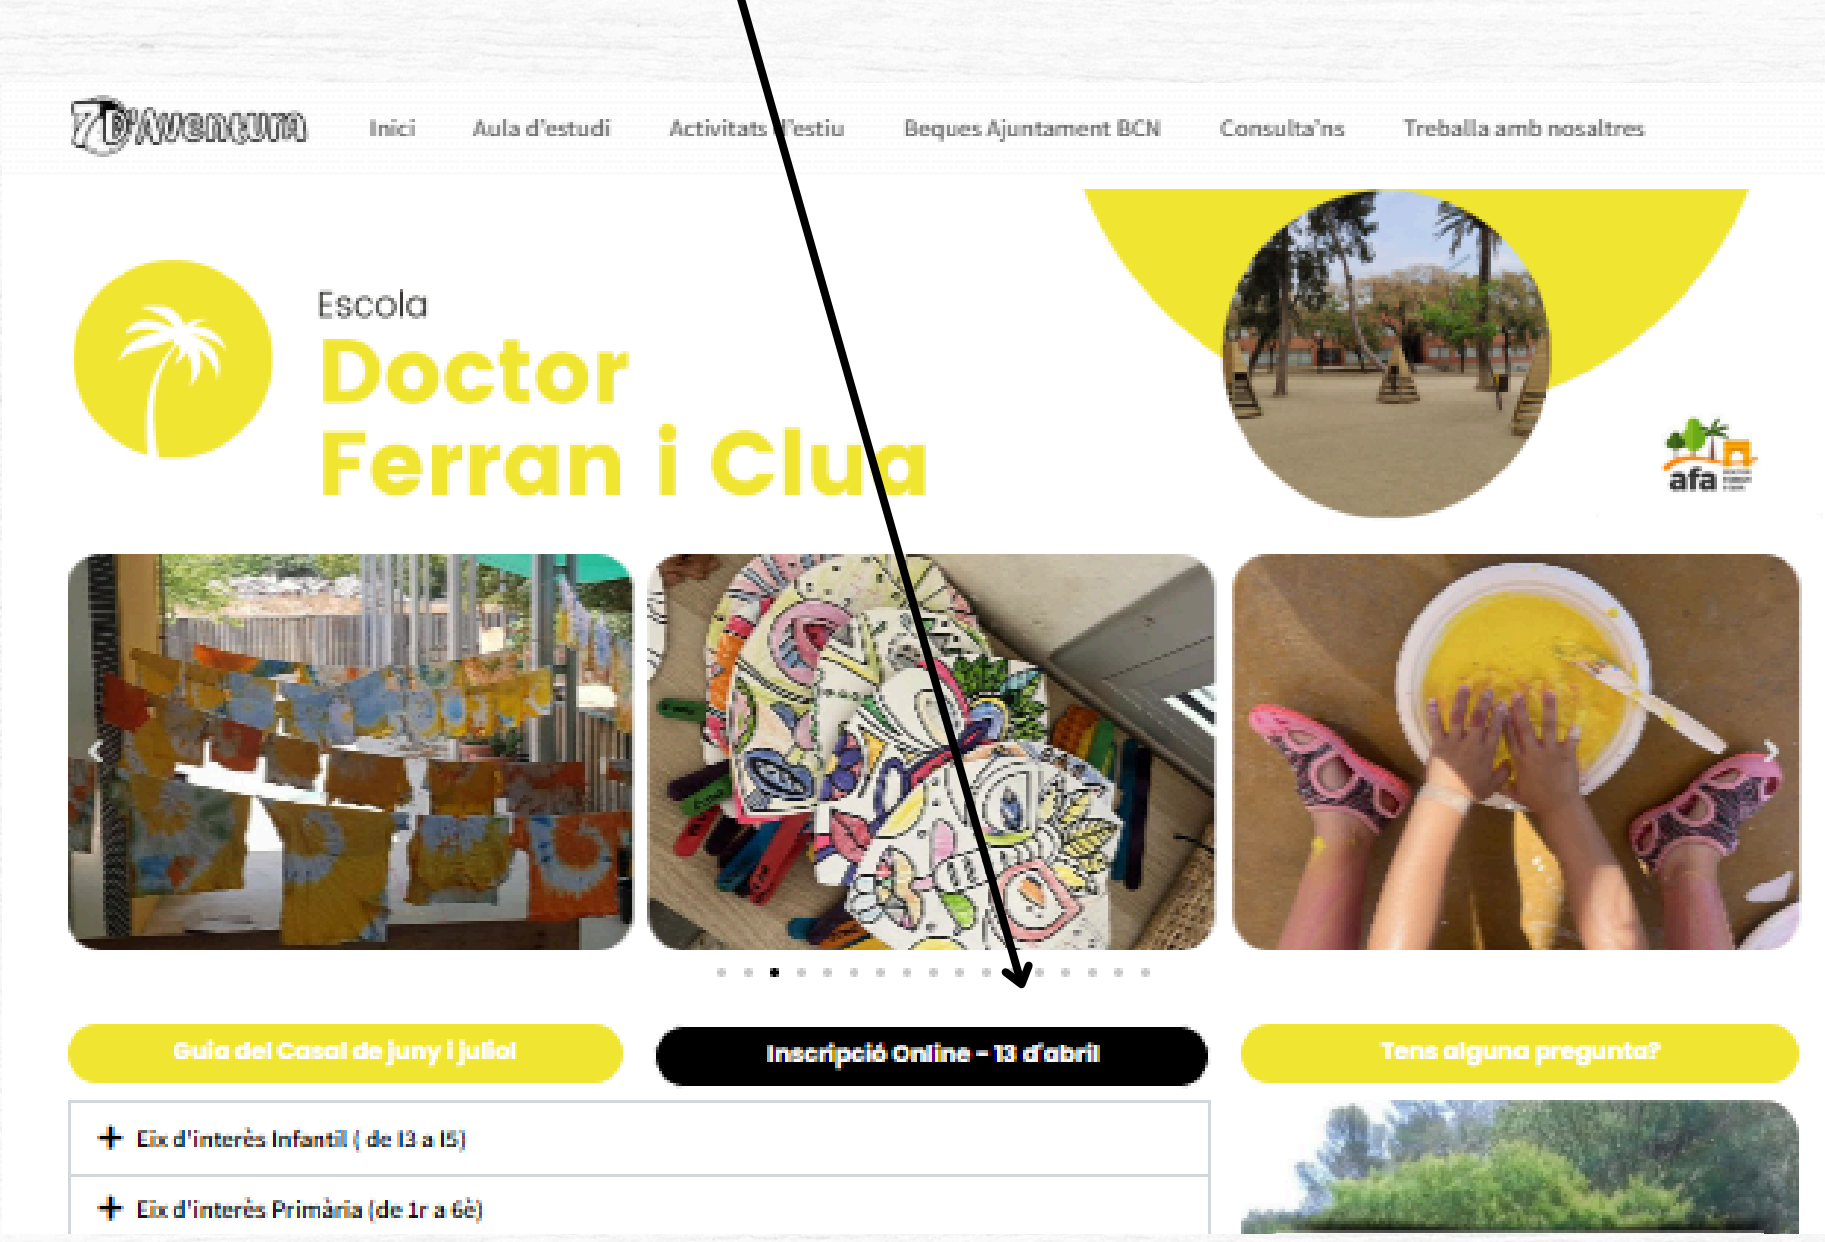 7D'Aventura
Inici
Aula d'estudi
Activitats d'estiu
Beques Ajuntament BCN
Consulta'ns
Treballa amb nosaltres
Escola
Doctor
Ferran i Clua
afa
Guia del Casal de juny i juliol
Inscripció Online - 13 d'abril
Tens alguna pregunta?
Eix d'interès Infantil ( de I3 a I5)
Eix d'interès Primària (de 1r a 6è)